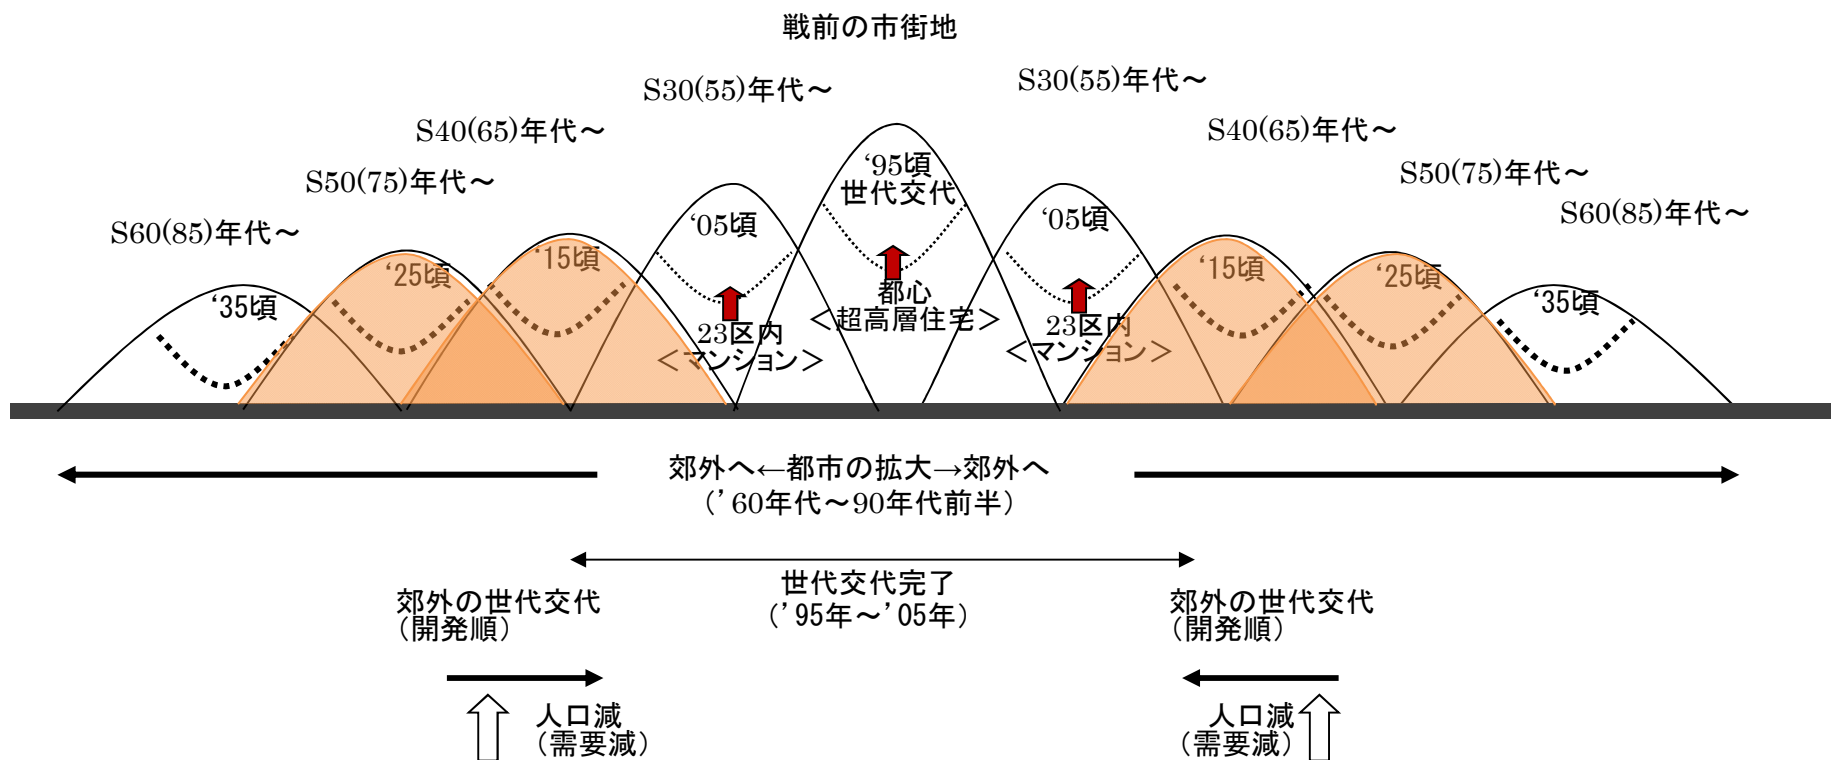 戦前の市街地
S30(55)年代～
S30(55)年代～
S40(65)年代～
S40(65)年代～
S50(75)年代～
S50(75)年代～
S60(85)年代～
S60(85)年代～
‘95頃
世代交代
‘05頃
‘05頃
‘15頃
‘15頃
‘25頃
‘25頃
‘35頃
‘35頃
都心
＜超高層住宅＞
23区内
＜マンション＞
23区内
＜マンション＞
郊外へ←都市の拡大→郊外へ
（’60年代～90年代前半）
世代交代完了
（’95年～’05年）
郊外の世代交代
（開発順）
郊外の世代交代
（開発順）
人口減
（需要減）
人口減
（需要減）